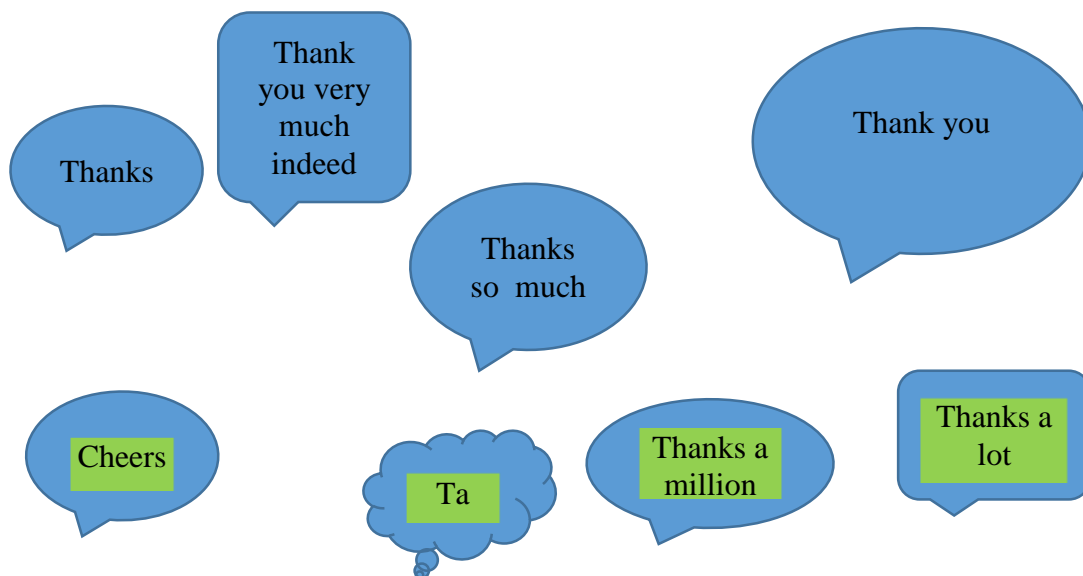 Thank
you very
much
indeed
Thank you
Thanks
Thanks
so  much
Cheers
Ta
Thanks a
million
Thanks a
lot